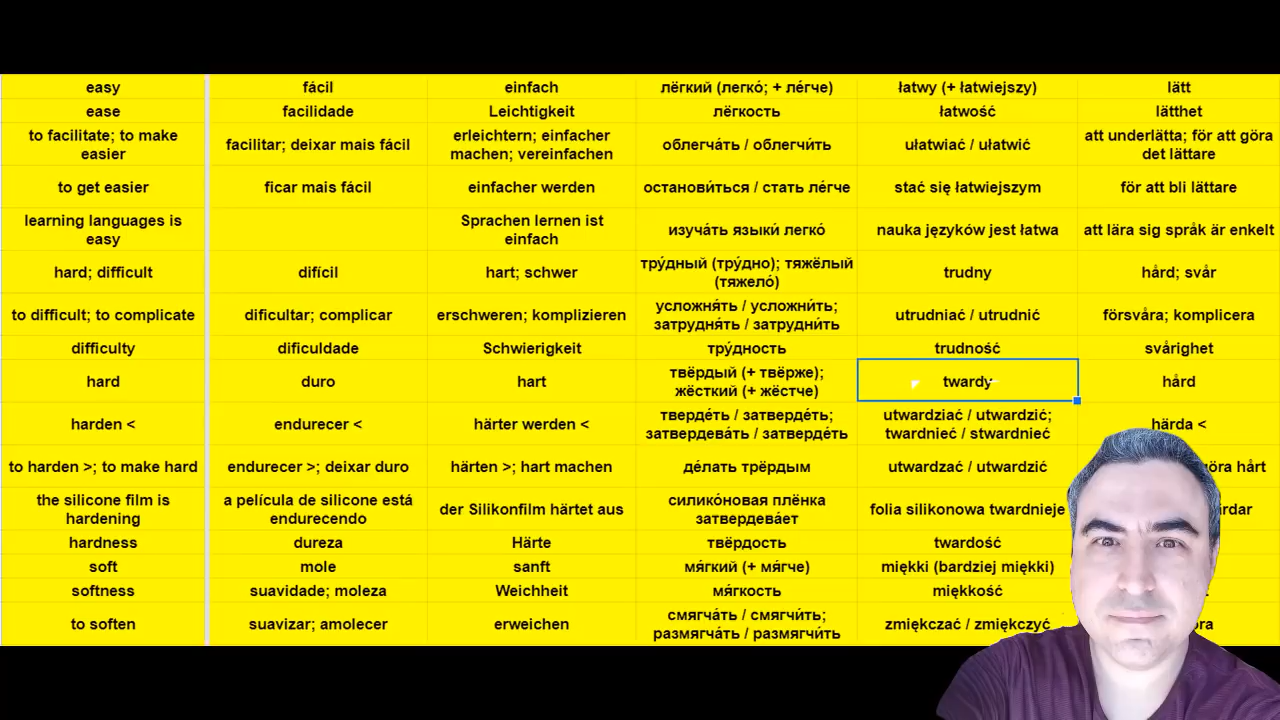 easy fácil einfach лёгкий (легко́; + ле́гче) łatwy (+ łatwiejszy) lätt
ease facilidade Leichtigkeit лёгкость łatwość lätthet
to facilitate; to make easier facilitar; deixar mais fácil erleichtern; einfacher machen; vereinfachen облегча́ть / облегчи́ть ułatwiać / ułatwić att underlätta; för att göra det lättare
to get easier ficar mais fácil einfacher werden останови́ться / стать ле́гче stać się łatwiejszym för att bli lättare
learning languages is easy Sprachen lernen ist einfach изуча́ть языки́ легко́ nauka języków jest łatwa att lära sig språk är enkelt
hard; difficult difícil hart; schwer тру́дный (тру́дно); тяжёлый (тяжело́) trudny hård; svår
to difficult; to complicate dificultar; complicar erschweren; komplizieren усложня́ть / усложни́ть; затрудня́ть / затрудни́ть utrudniać / utrudnić försvåra; komplicera
difficulty dificuldade Schwierigkeit тру́дность trudność svårighet
hard duro hart твёрдый (+ твёрже); жёсткий (+ жёстче) twardy hård
harden < endurecer < härter werden < тверде́ть / затверде́ть; затвердева́ть / затверде́ть utwardziać / utwardzić; twardnieć / stwardnieć härda <
to harden >; to make hard endurecer >; deixar duro härten >; hart machen де́лать трёрдым utwardzać / utwardzić göra hårt
the silicone film is hardening a película de silicone está endurecendo der Silikonfilm härtet aus силико́новая плёнка затвердева́ет folia silikonowa twardnieje
hardness dureza Härte твёрдость twardość
soft mole sanft мя́гкий (+ мя́гче) miękki (bardziej miękki)
softness suavidade; moleza Weichheit мя́гкость miękkość
to soften suavizar; amolecer erweichen смягча́ть / смягчи́ть; размягча́ть / размягчи́ть zmiękczać / zmiękczyć